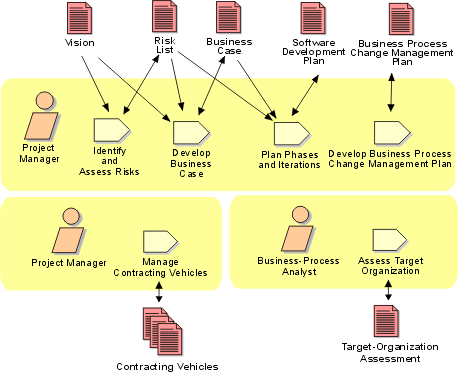 Vision
Risk
List
Business
Case
Software
Development
Plan
Business Process
Change Management
Plan
Project
Manager
Identify
and
Assess Risks
Develop
Business
Case
Plan Phases
and Iterations
Develop Business Process
Change Management Plan
Project Manager
Manage
Contracting Vehicles
Business-Process
Analyst
Assess Target
Organization
Contracting Vehicles
Target-Organization
Assessment